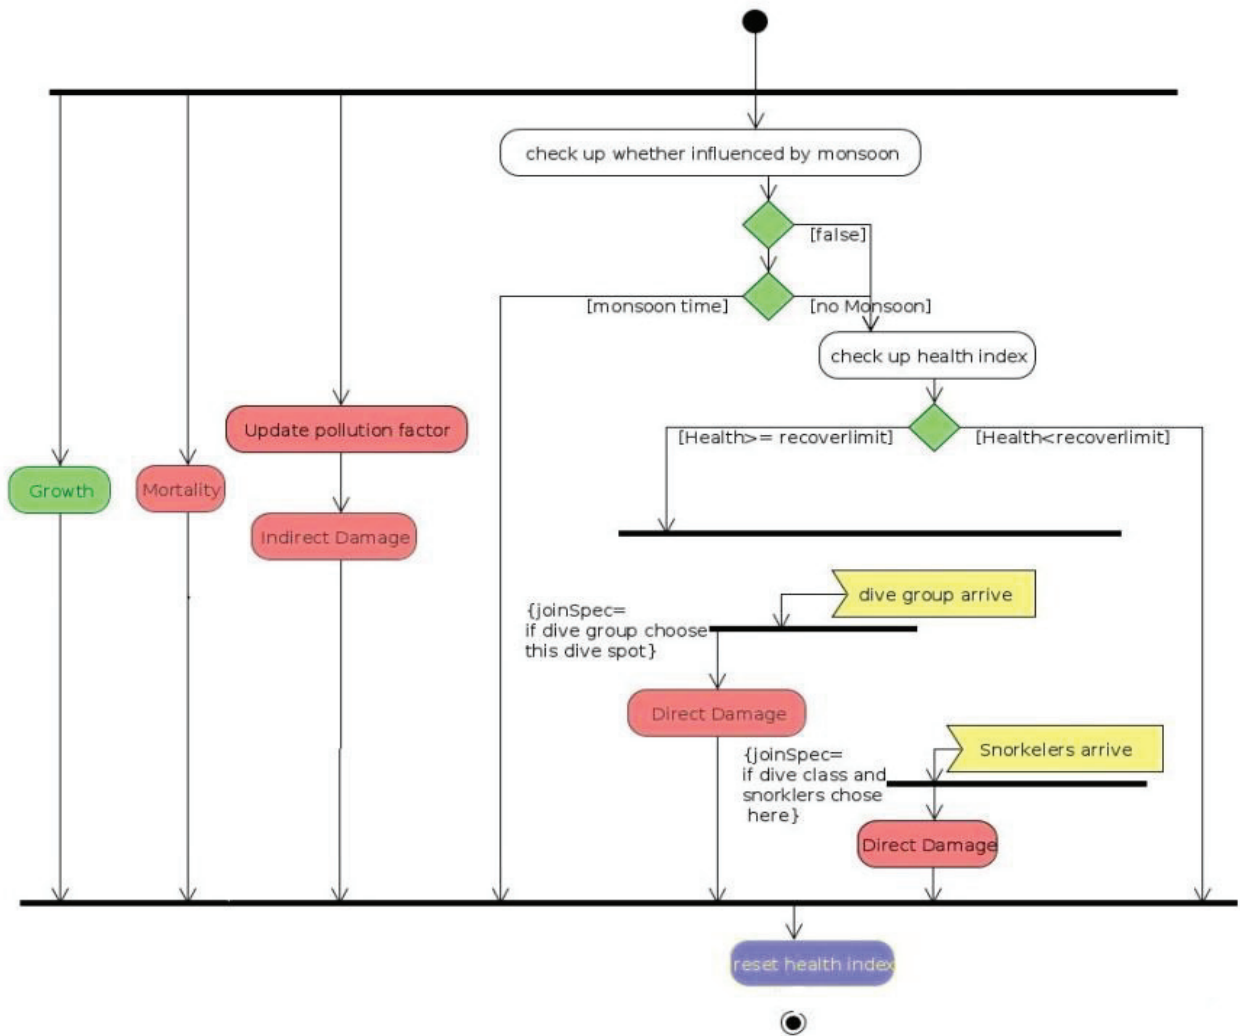 check up whether influenced by monsoon
[false]
[monsoon time]
[no Monsoon]
check up health index
[Health>= recoverlimit]
[Health<recoverlimit]
Update pollution factor
Growth
Mortality
Indirect Damage
dive group arrive
{joinSpec=
if dive group choose
this dive spot}
Direct Damage
Snorkelers arrive
{joinSpec=
if dive class and
snorklers chose
here}
Direct Damage
reset health index